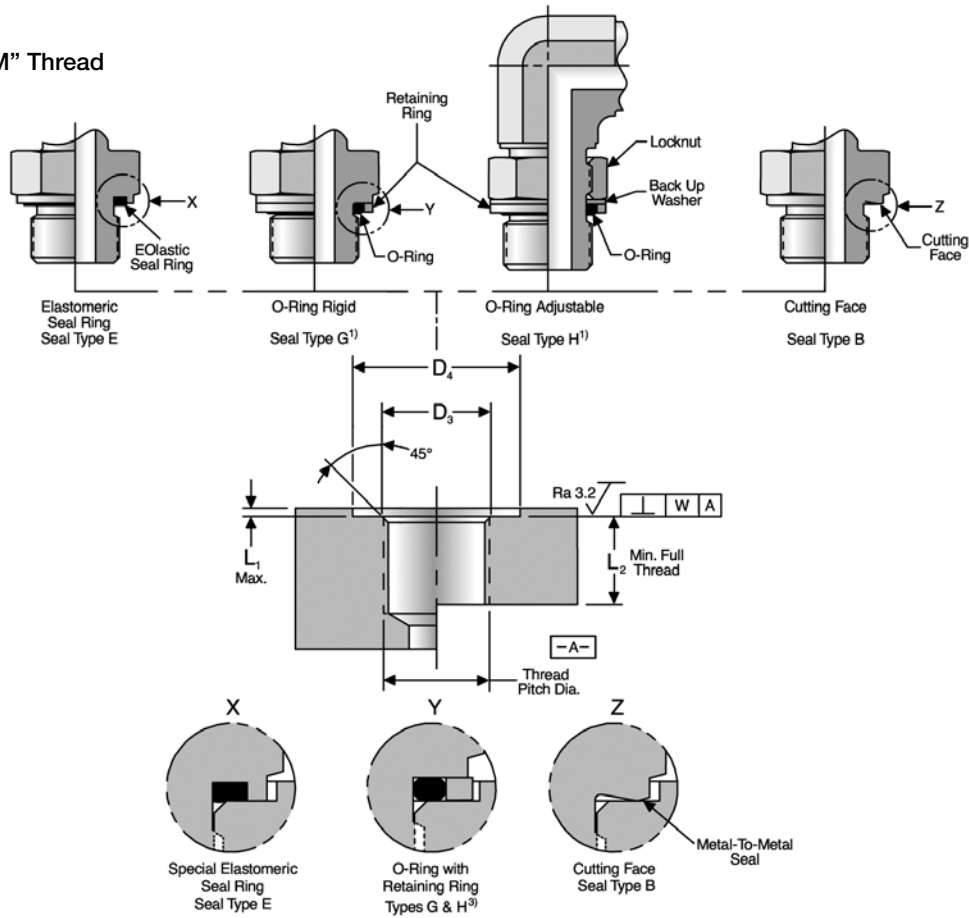 M” Thread
Retaining
Ring
Locknut
Back Up
Washer
X
Y
Z
EOlastic
Seal Ring
O-Ring
O-Ring
Cutting
Face
Elastomeric
Seal Ring
Seal Type E
O-Ring Rigid
Seal Type G1)
O-Ring Adjustable
Seal Type H1)
Cutting Face
Seal Type B
D4
D3
45°
Ra 3.2
⊥ W A
L1
Max.
L2
Min. Full
Thread
-A-
Thread
Pitch Dia.
X
Y
Z
Metal-To-Metal
Seal
Special Elastomeric
Seal Ring
Seal Type E
O-Ring with
Retaining Ring
Types G & H3)
Cutting Face
Seal Type B